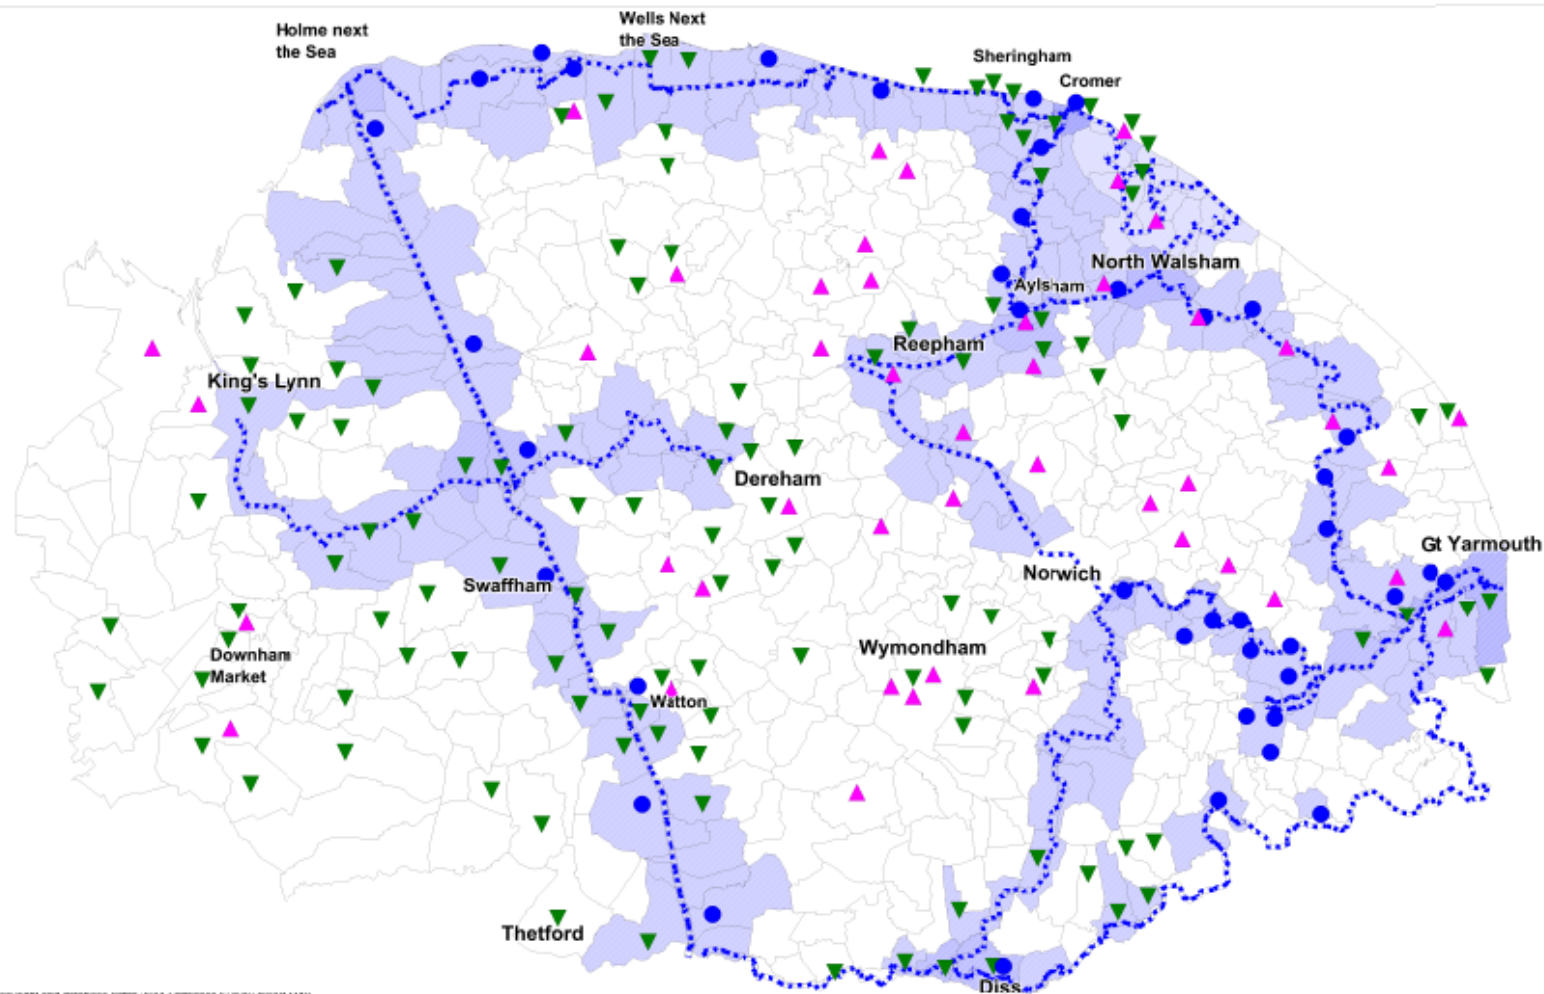 Holme next
the Sea
Wells Next
the Sea
Sheringham
Cromer
North Walsham
Aylsham
Reepham
King's Lynn
Dereham
Gt Yarmouth
Norwich
Swaffham
Wymondham
Downham
Market
Watton
Thetford
Diss